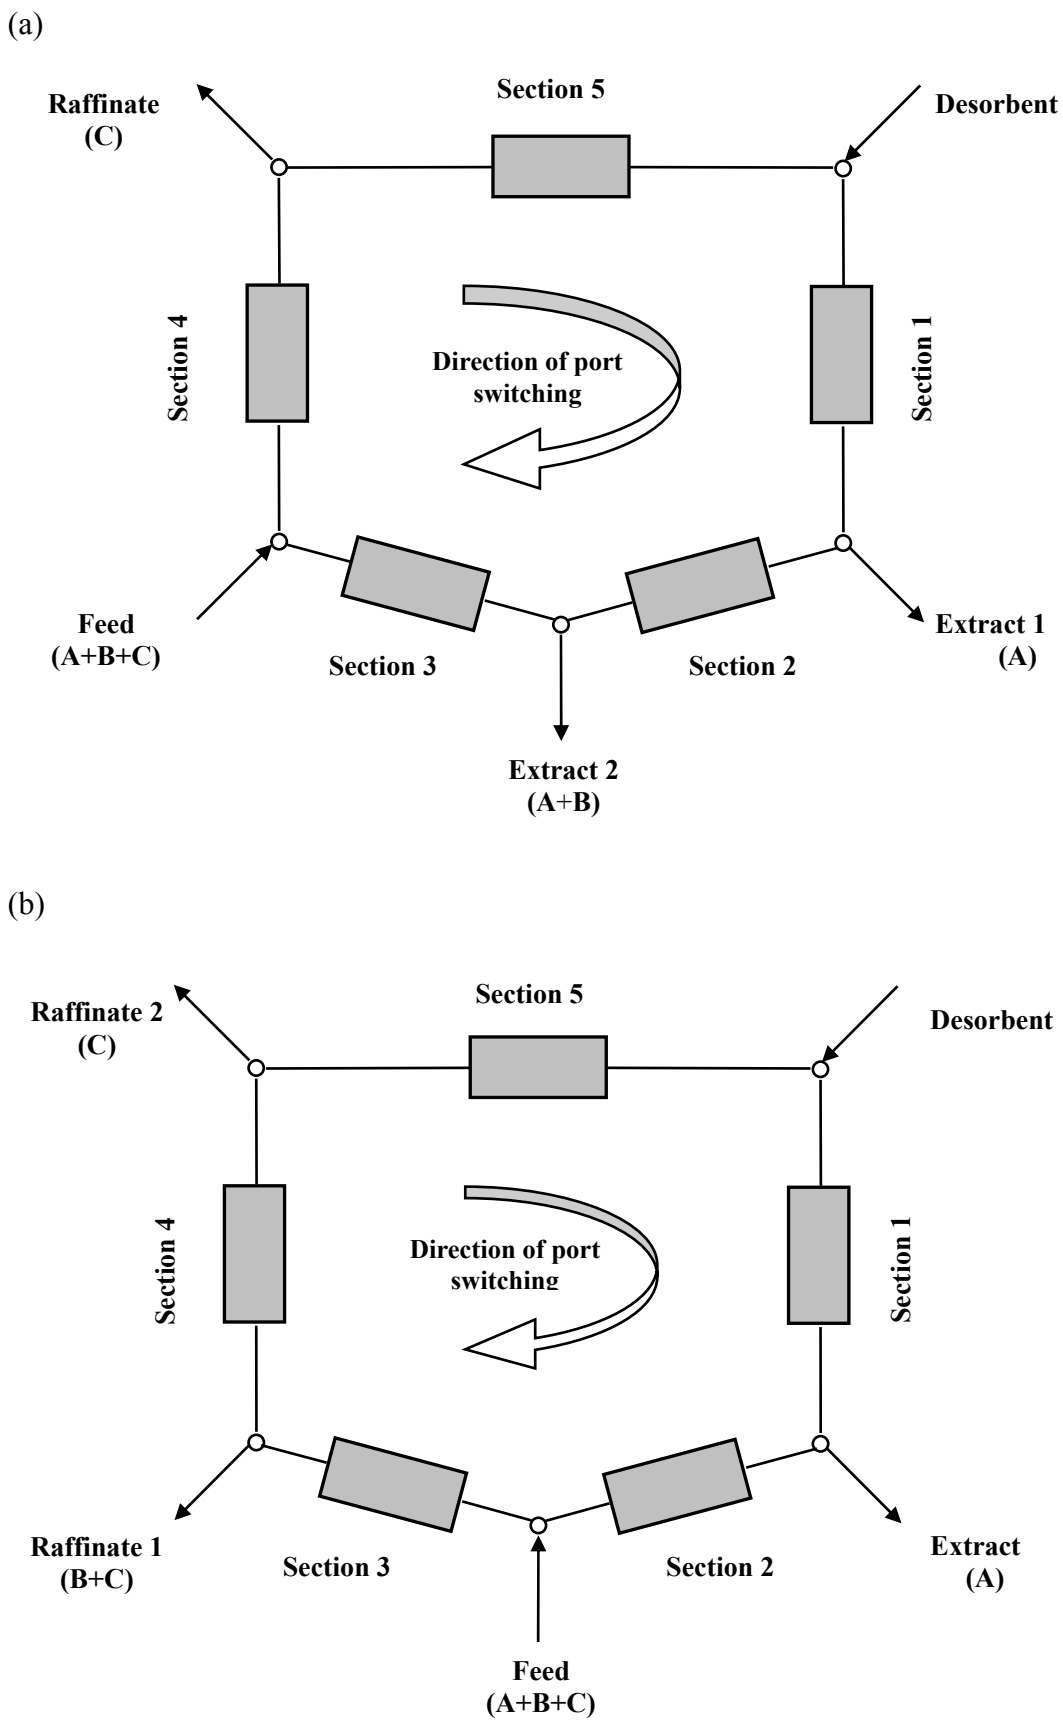 (a)
Section 5
Raffinate
(C)
Desorbent
Section 4
Direction of port
switching
Section 1
Feed
(A+B+C)
Section 3
Section 2
Extract 1
(A)
Extract 2
(A+B)
(b)
Section 5
Raffinate 2
(C)
Desorbent
Section 4
Direction of port
switching
Section 1
Raffinate 1
(B+C)
Section 3
Section 2
Extract
(A)
Feed
(A+B+C)